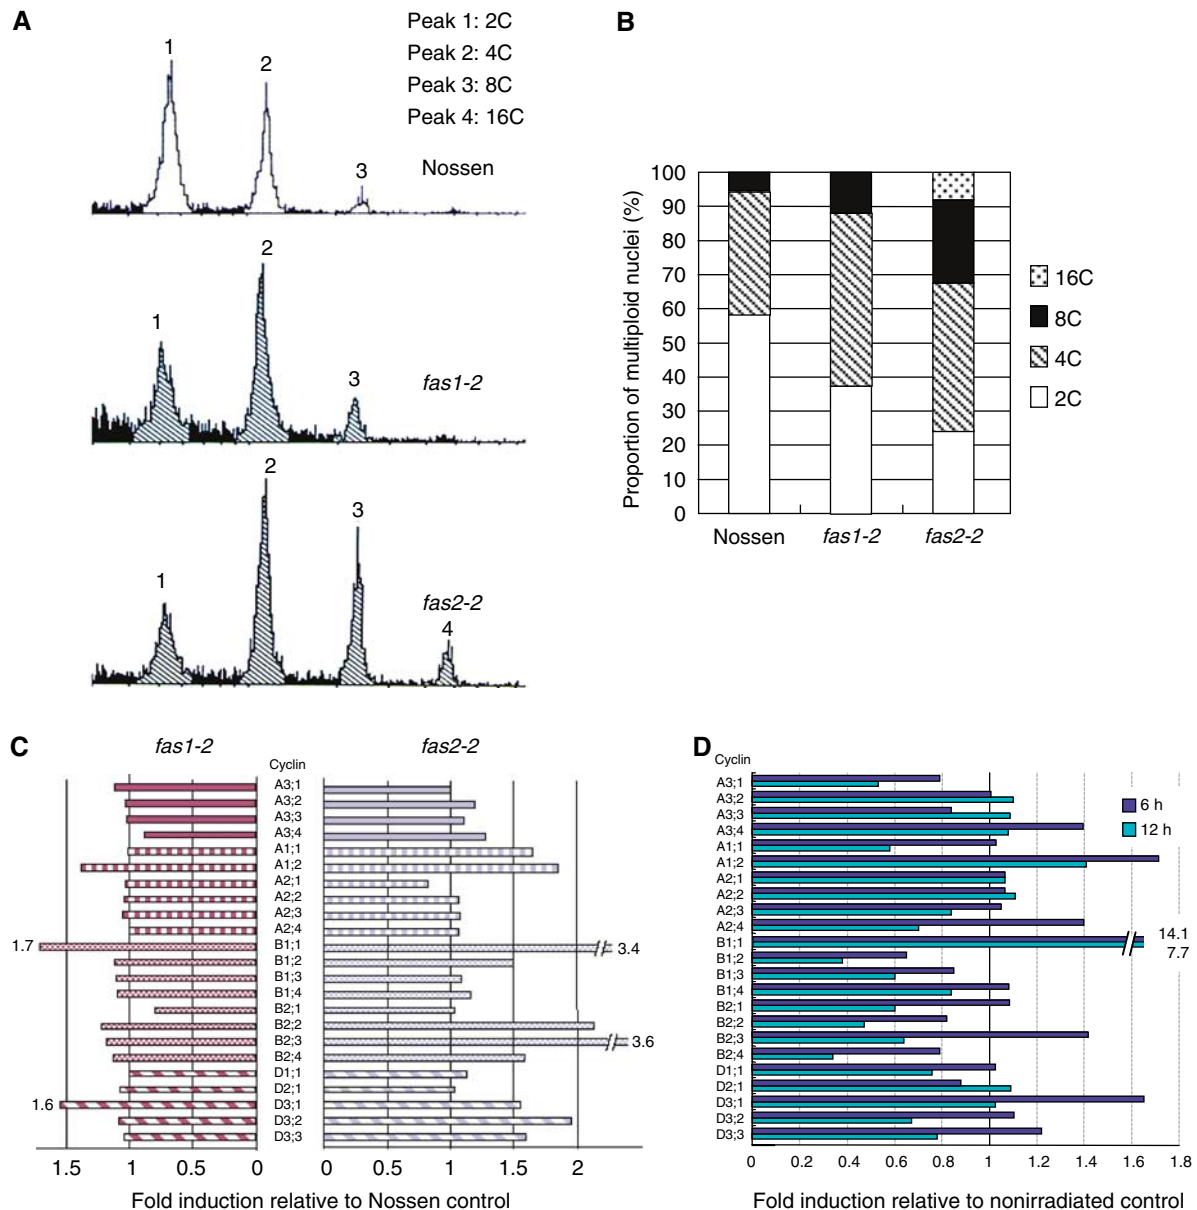 A
Peak 1: 2C
Peak 2: 4C
Peak 3: 8C
Peak 4: 16C
1
2
3
Nossen
1
2
3
fas1-2
1
2
3
4
fas2-2
B
Proportion of multiploid nuclei (%)
100
90
80
70
60
50
40
30
20
10
0
Nossen
fas1-2
fas2-2
16C
8C
4C
2C
C
fas1-2
fas2-2
Cyclin
A3;1
A3;2
A3;3
A3;4
A1;1
A1;2
A2;1
A2;2
A2;3
A2;4
1.7
B1;1
3.4
B1;2
B1;3
B1;4
B2;1
B2;2
B2;3
3.6
B2;4
D1;1
D2;1
1.6
D3;1
D3;2
D3;3
1.5
1
0.5
0
0
0.5
1
1.5
2
Fold induction relative to Nossen control
D
Cyclin
A3;1
A3;2
A3;3
A3;4
A1;1
A1;2
A2;1
A2;2
A2;3
A2;4
B1;1
B1;2
B1;3
B1;4
B2;1
B2;2
B2;3
B2;4
D1;1
D2;1
D3;1
D3;2
D3;3
6 h
12 h
14.1
7.7
0
0.2
0.4
0.6
0.8
1
1.2
1.4
1.6
1.8
Fold induction relative to nonirradiated control